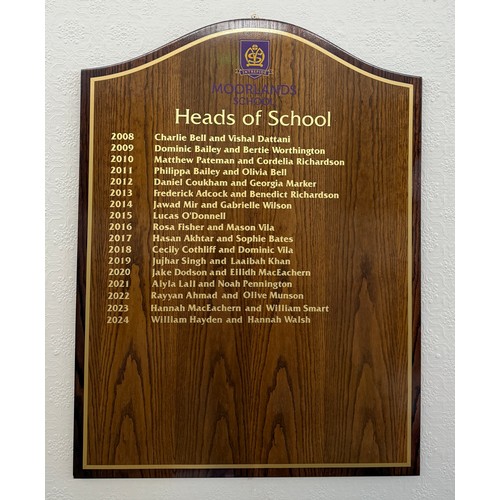 MOORLANDS
SCHOOL
Heads of School
2008 Charlie Bell and Vishal Dattani
2009 Dominic Bailey and Bertie Worthington
2010 Matthew Pateman and Cordelia Richardson
2011 Philippa Bailey and Olivia Bell
2012 Daniel Coukham and Georgia Marker
2013 Frederick Adcock and Benedict Richardson
2014 Jawad Mir and Gabrielle Wilson
2015 Lucas O'Donnell
2016 Rosa Fisher and Mason Vila
2017 Hasan Akhtar and Sophie Bates
2018 Cecily Cothliff and Dominic Vila
2019 Jujhar Singh and Laaibah Khan
2020 Jake Dodson and Eilidh MacEachern
2021 Alyla Lall and Noah Pennington
2022 Rayyan Ahmad and Olive Munson
2023 Hannah MacEachern and William Smart
2024 William Hayden and Hannah Walsh